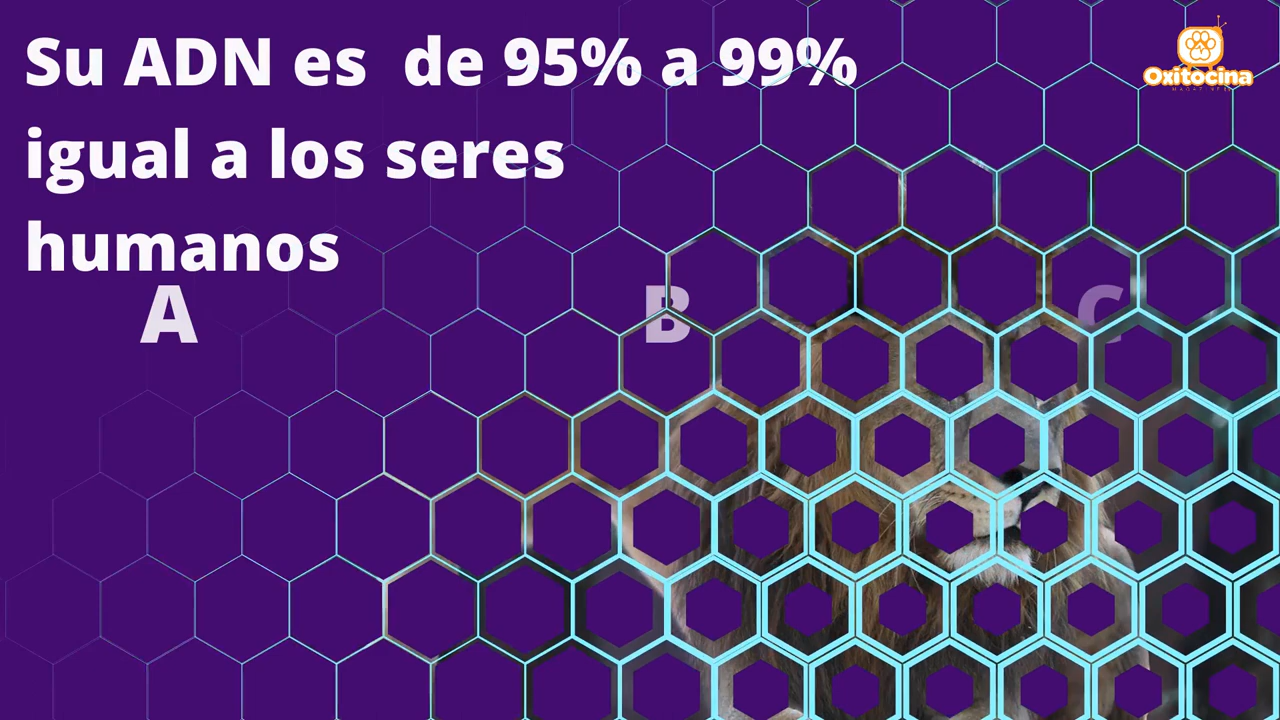 Su ADN es de 95% a 99%
igual a los seres
humanos
A B C
Oxitocina